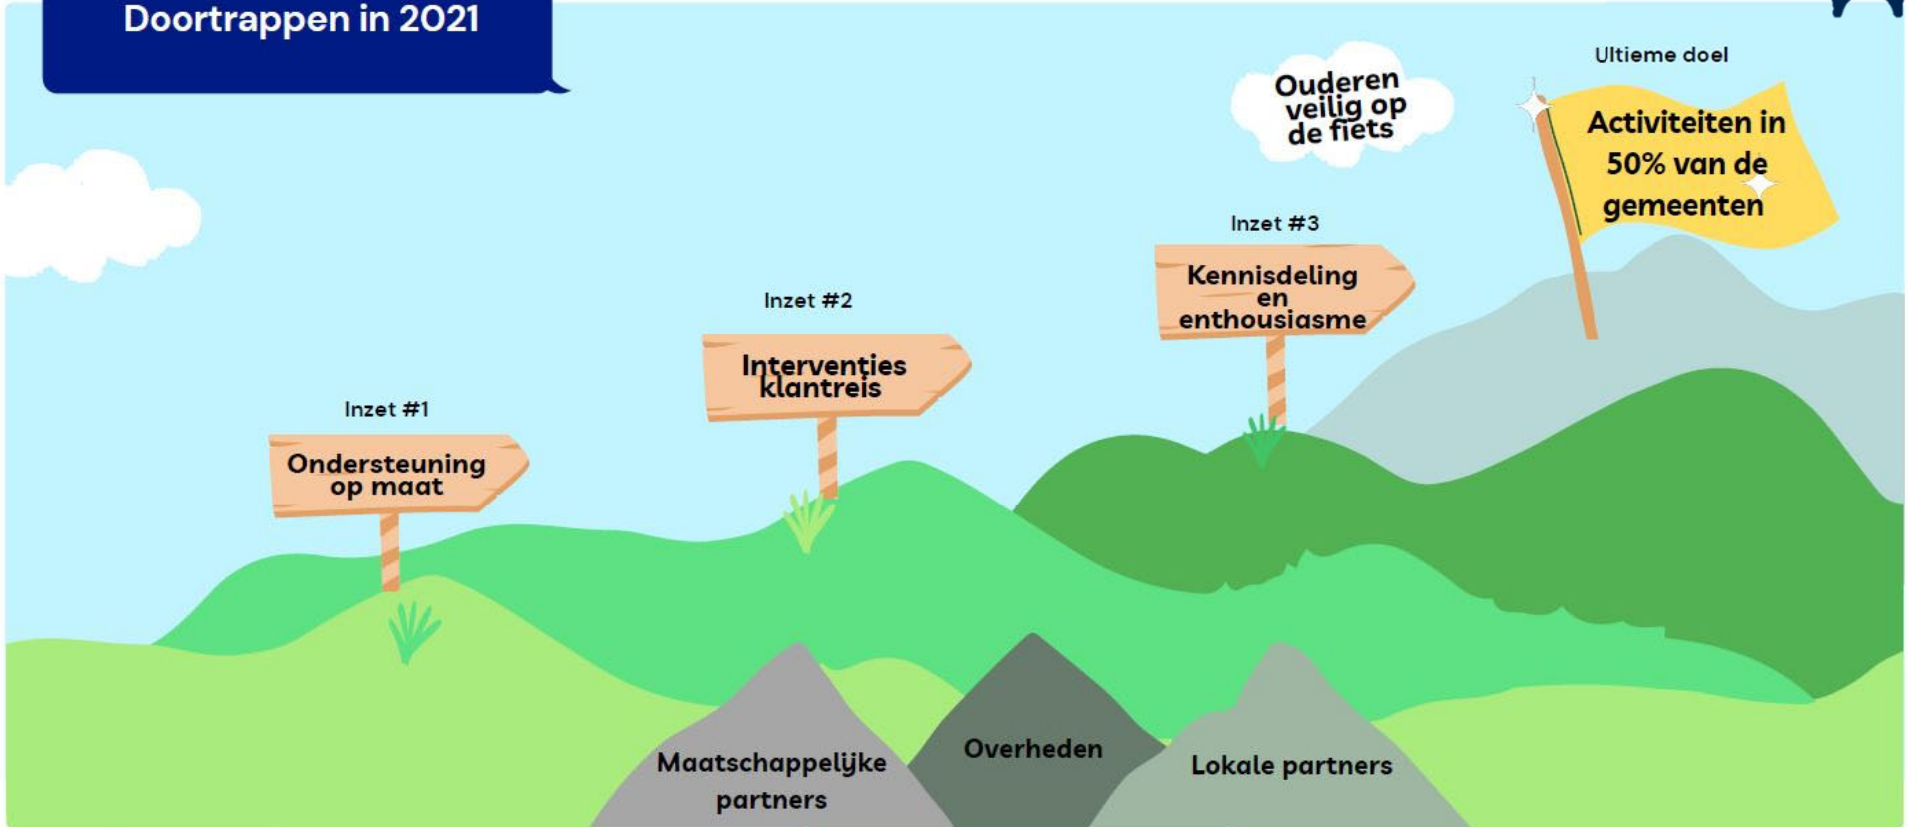 Doortrappen in 2021
Ultieme doel
Ouderen
veilig op
de fiets
Activiteiten in
50% van de
gemeenten
Inzet #3
Kennisdeling
en
enthousiasme
Inzet #2
Interventies
klantreis
Inzet #1
Ondersteuning
op maat
Maatschappelijke
partners
Overheden
Lokale partners